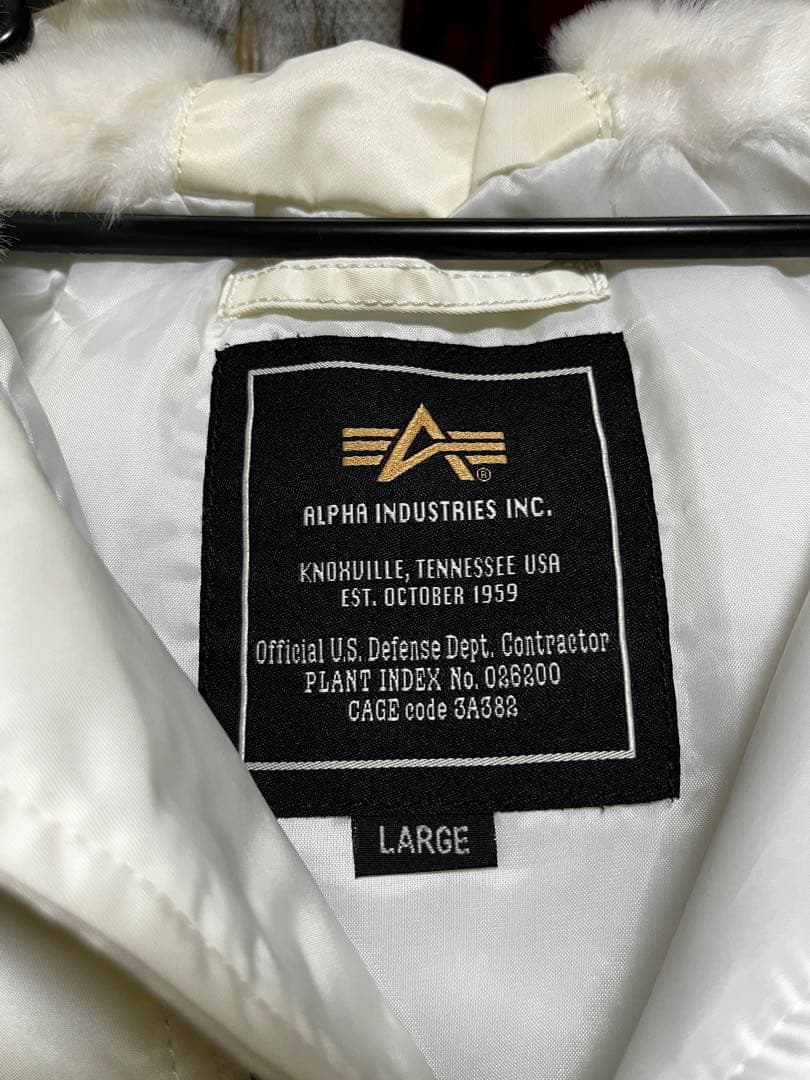 ®
ALPHA INDUSTRIES INC.
KNOXVILLE, TENNESSEE USA
EST. OCTOBER 1959
Official U.S. Defense Dept. Contractor
PLANT INDEX No. 026200
CAGE code 3A382
LARGE